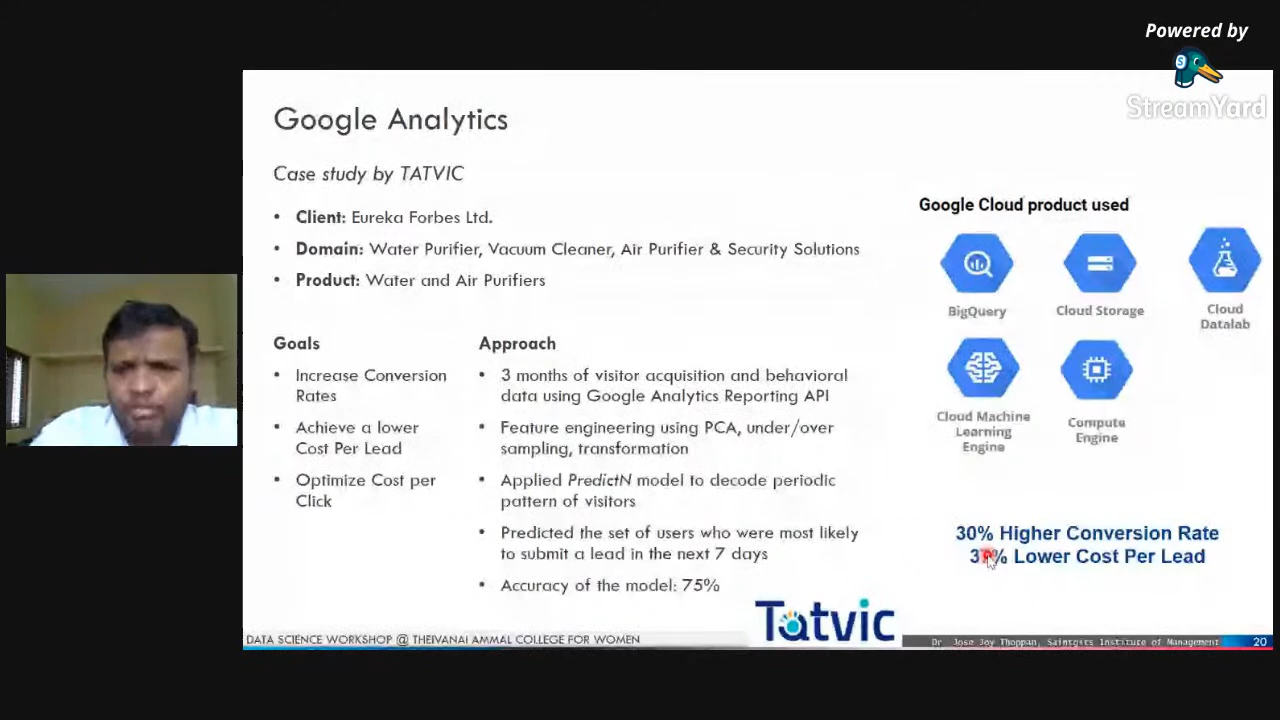 Powered by
StreamYard
Google Analytics
Case study by TATVIC
• Client: Eureka Forbes Ltd.
• Domain: Water Purifier, Vacuum Cleaner, Air Purifier & Security Solutions
• Product: Water and Air Purifiers
Goals
• Increase Conversion
Rates
• Achieve a lower
Cost Per Lead
• Optimize Cost per
Click
Approach
• 3 months of visitor acquisition and behavioral
data using Google Analytics Reporting API
• Feature engineering using PCA, under/over
sampling, transformation
• Applied PredictN model to decode periodic
pattern of visitors
• Predicted the set of users who were most likely
to submit a lead in the next 7 days
• Accuracy of the model: 75%
Google Cloud product used
BigQuery
Cloud Storage
Cloud
Datalab
Cloud Machine
Learning
Engine
Compute
Engine
30% Higher Conversion Rate
Lower Cost Per Lead
Tatvic
DATA SCIENCE WORKSHOP @ THEIVANAI AMMAL COLLEGE FOR WOMEN
Dr. Jose Joy Thoppan, Saintgits Institute of Management
20